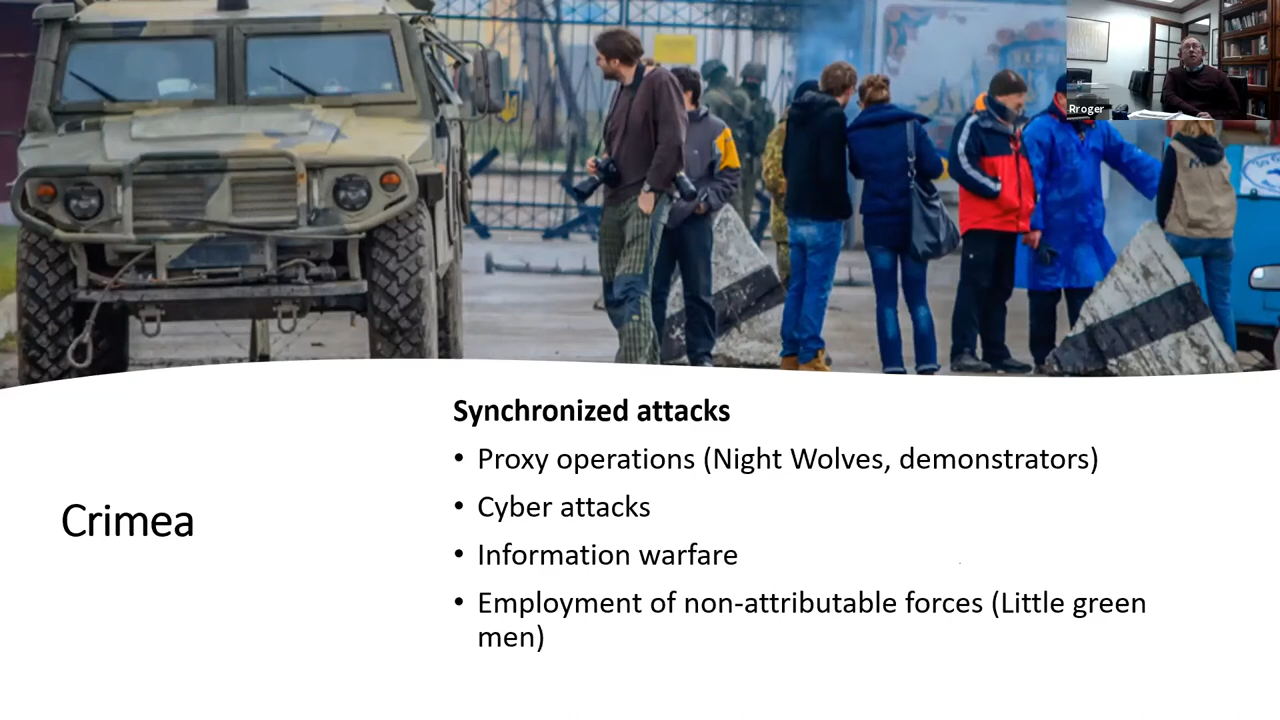 Rroger
Synchronized attacks
• Proxy operations (Night Wolves, demonstrators)
• Cyber attacks
Crimea
• Information warfare
• Employment of non-attributable forces (Little green
men)